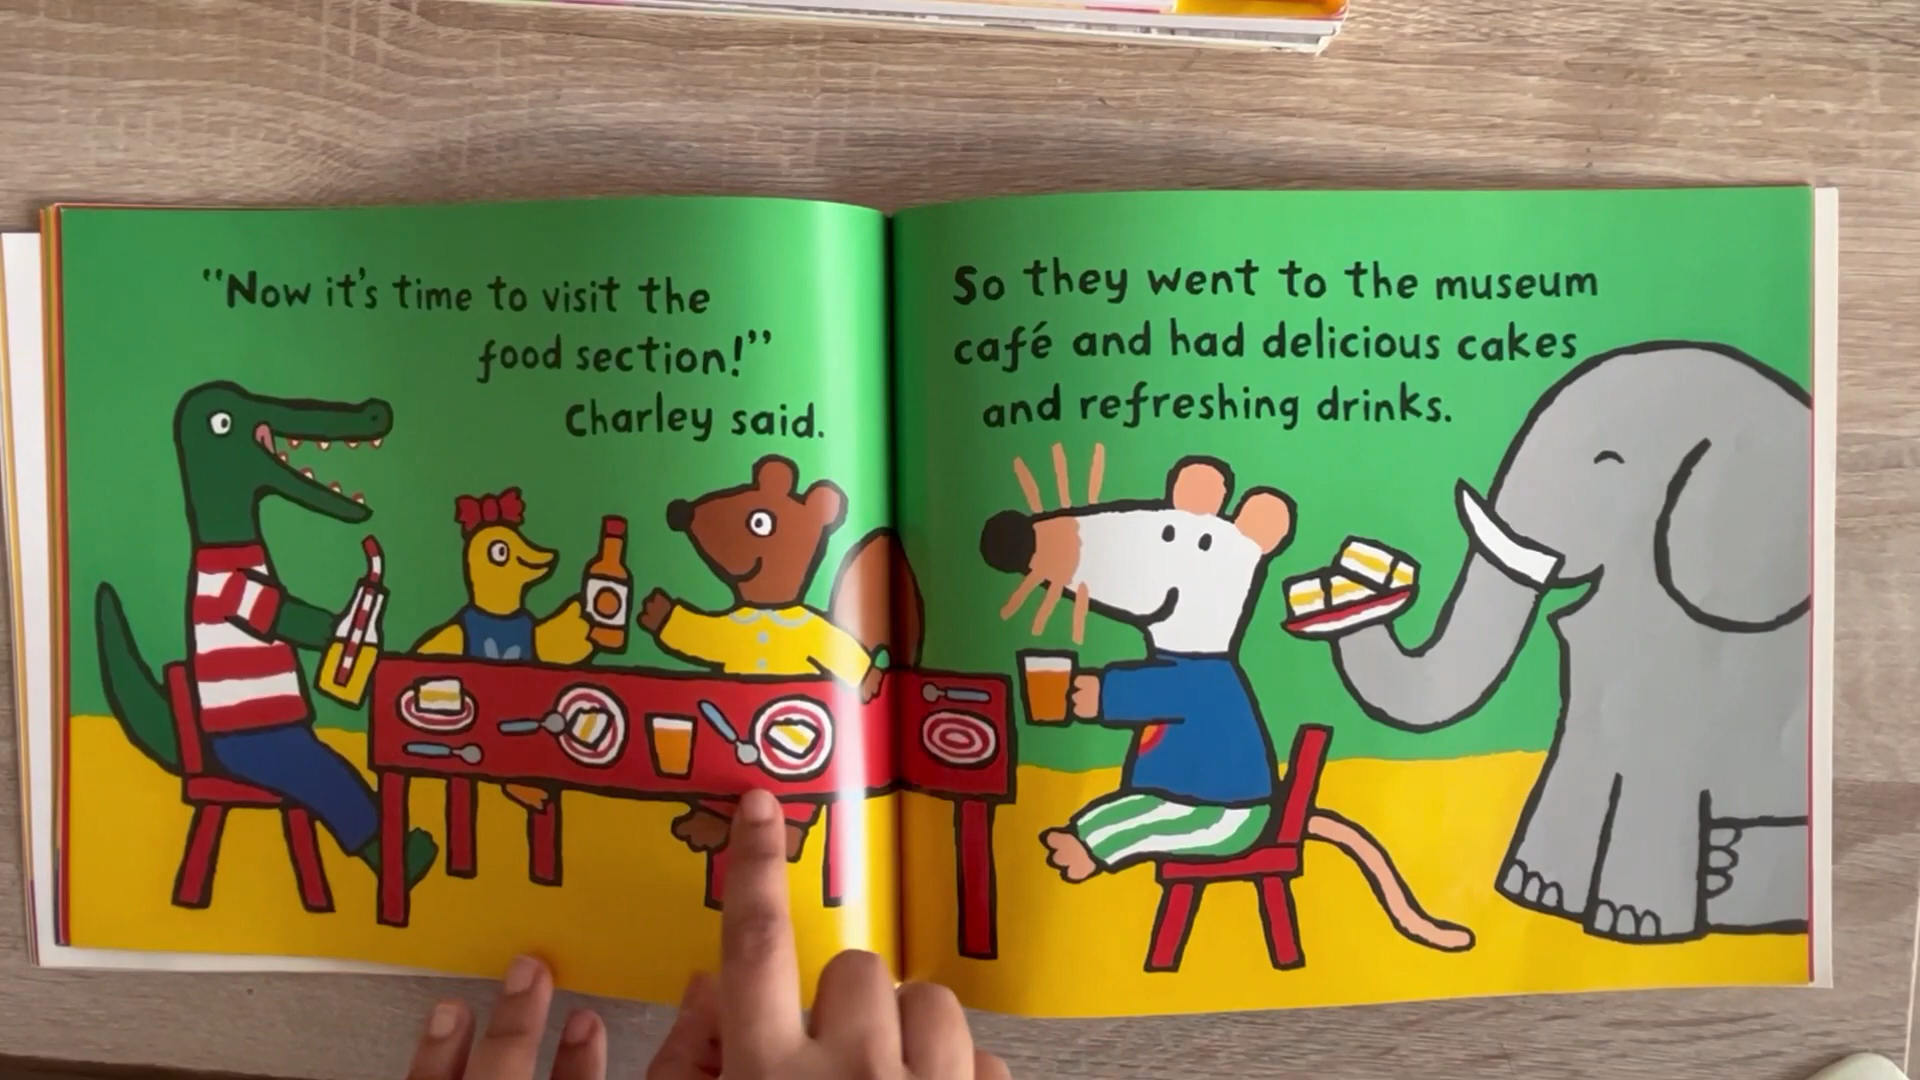 “Now it’s time to visit the
food section!”
Charley said.
So they went to the museum
café and had delicious cakes
and refreshing drinks.